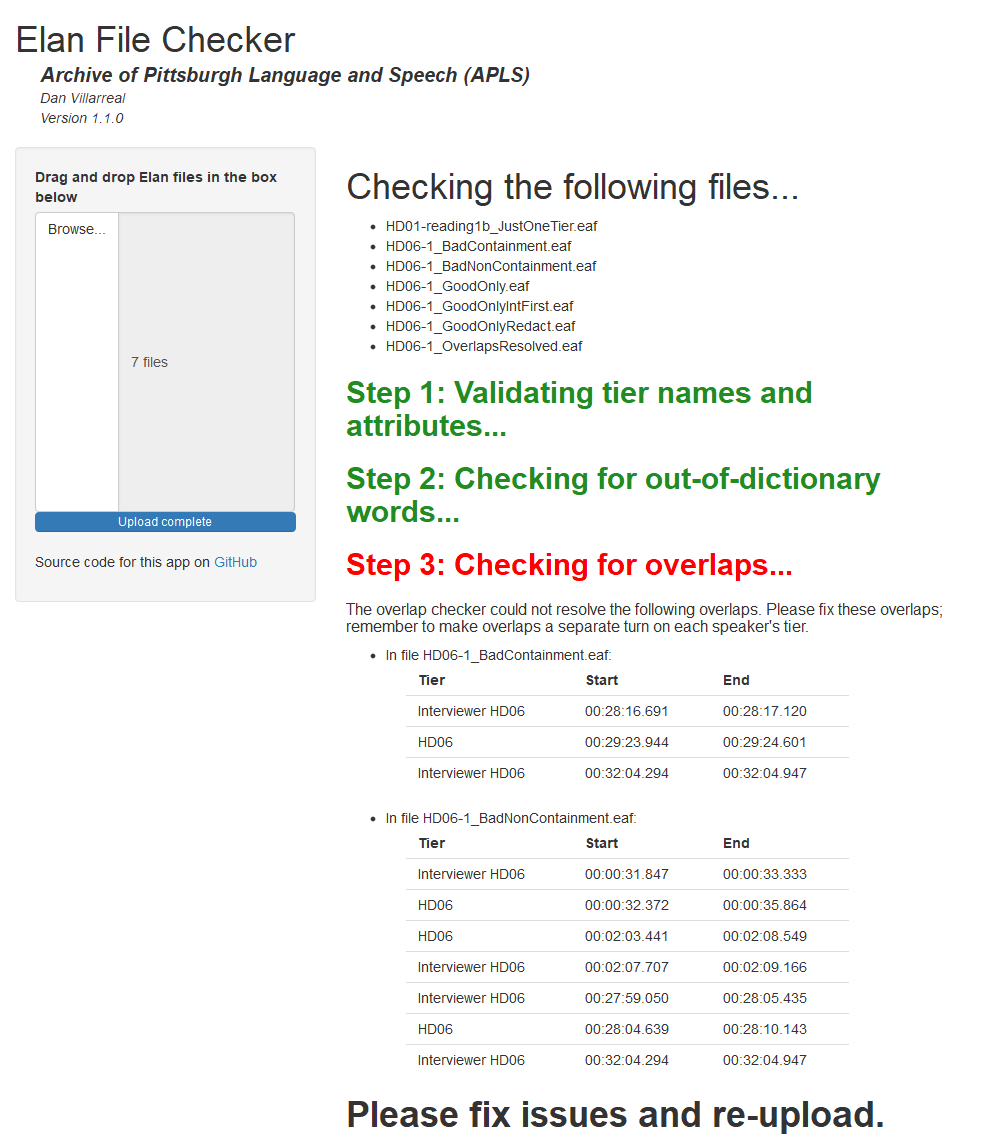 Elan File Checker
Archive of Pittsburgh Language and Speech (APLS)
Dan Villarreal
Version 1.1.0
Drag and drop Elan files in the box
below
Browse...
7 files
Upload complete
Source code for this app on GitHub
Checking the following files...
HD01-reading1b_JustOneTier.eaf
HD06-1_BadContainment.eaf
HD06-1_BadNonContainment.eaf
HD06-1_GoodOnly.eaf
HD06-1_GoodOnlyIntFirst.eaf
HD06-1_GoodOnlyRedact.eaf
HD06-1_OverlapsResolved.eaf
Step 1: Validating tier names and
attributes...
Step 2: Checking for out-of-dictionary
words...
Step 3: Checking for overlaps...
The overlap checker could not resolve the following overlaps. Please fix these overlaps;
remember to make overlaps a separate turn on each speaker's tier.
In file HD06-1_BadContainment.eaf:
Tier Start End
Interviewer HD06 00:28:16.691 00:28:17.120
HD06 00:29:23.944 00:29:24.601
Interviewer HD06 00:32:04.294 00:32:04.947
In file HD06-1_BadNonContainment.eaf:
Tier Start End
Interviewer HD06 00:00:31.847 00:00:33.333
HD06 00:00:32.372 00:00:35.864
HD06 00:02:03.441 00:02:08.549
Interviewer HD06 00:02:07.707 00:02:09.166
Interviewer HD06 00:27:59.050 00:28:05.435
HD06 00:28:04.639 00:28:10.143
Interviewer HD06 00:32:04.294 00:32:04.947
Please fix issues and re-upload.